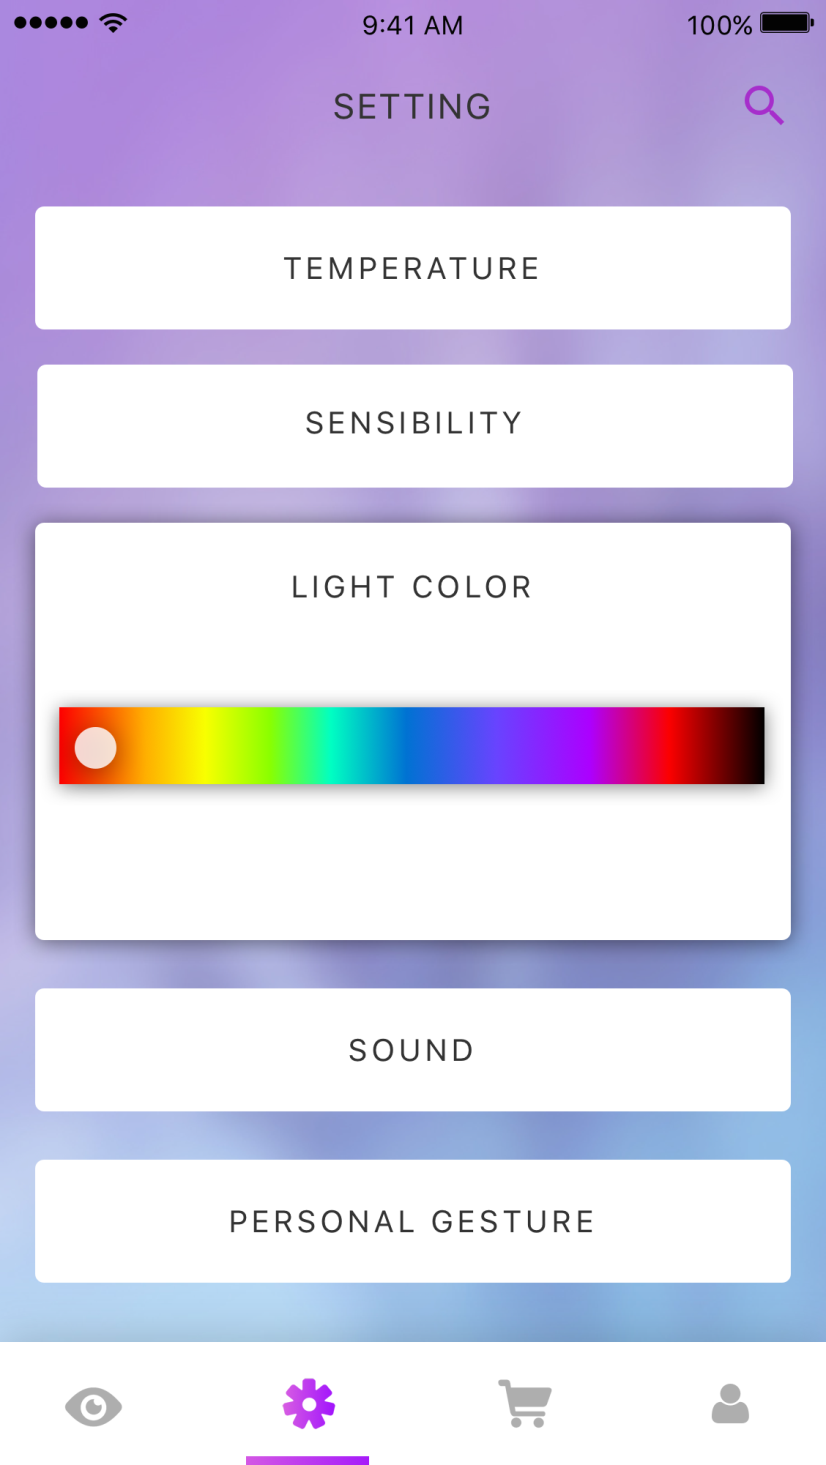 9:41 AM 100%
SETTING
TEMPERATURE
SENSIBILITY
LIGHT COLOR
SOUND
PERSONAL GESTURE